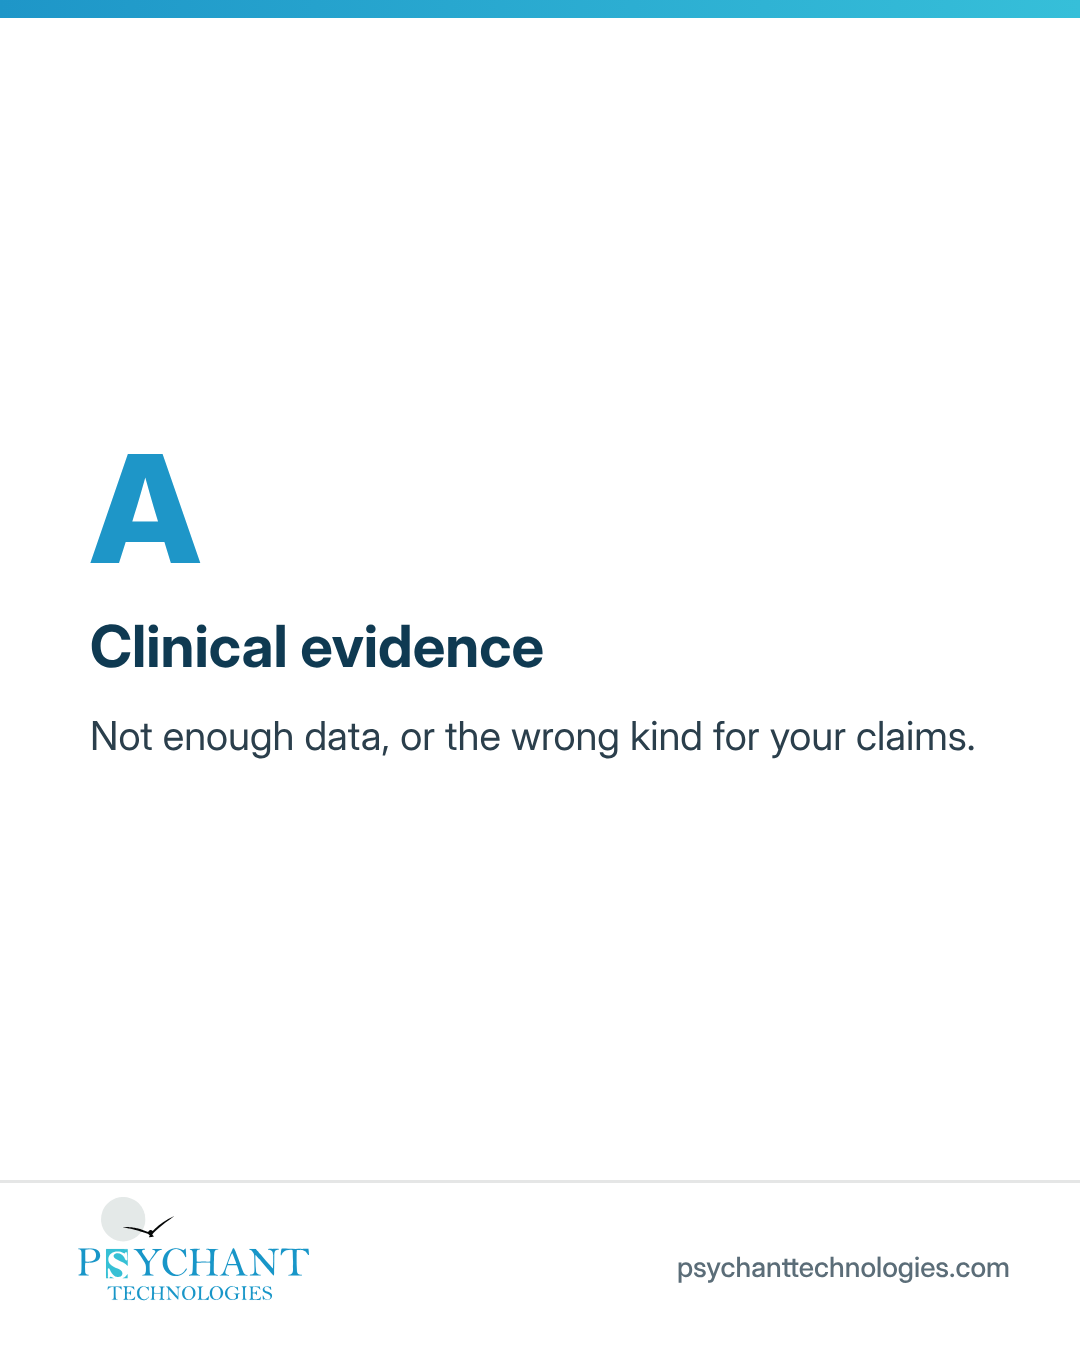 A
Clinical evidence
Not enough data, or the wrong kind for your claims.
PSYCHANT
TECHNOLOGIES
psychanttechnologies.com